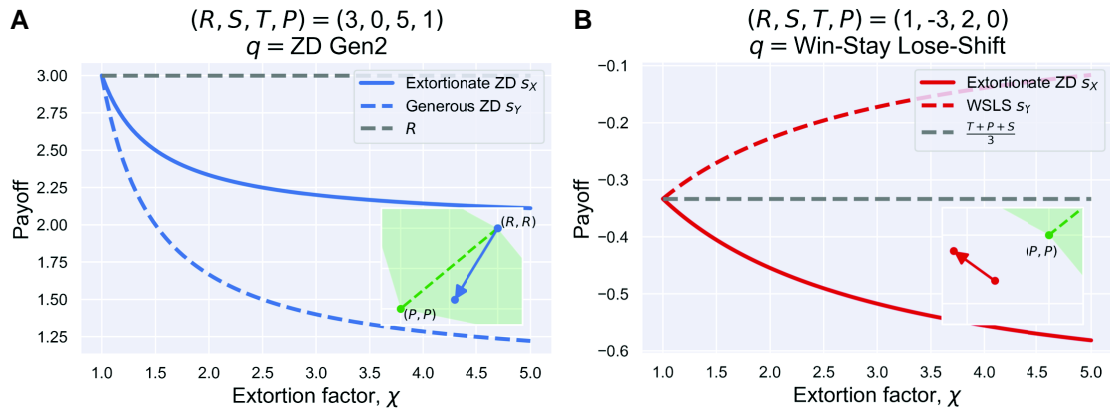 A
(R, S, T, P) = (3, 0, 5, 1)
q = ZD Gen2
3.00
2.75
2.50
2.25
2.00
1.75
1.50
1.25
Payoff
Extortionate ZD s_X
Generous ZD s_Y
R
(R, R)
(P, P)
1.0 1.5 2.0 2.5 3.0 3.5 4.0 4.5 5.0
Extortion factor, χ
B
(R, S, T, P) = (1, -3, 2, 0)
q = Win-Stay Lose-Shift
−0.1
−0.2
−0.3
−0.4
−0.5
−0.6
Payoff
Extortionate ZD s_X
WSLS s_Y
T+P+S
3
(P, P)
1.0 1.5 2.0 2.5 3.0 3.5 4.0 4.5 5.0
Extortion factor, χ